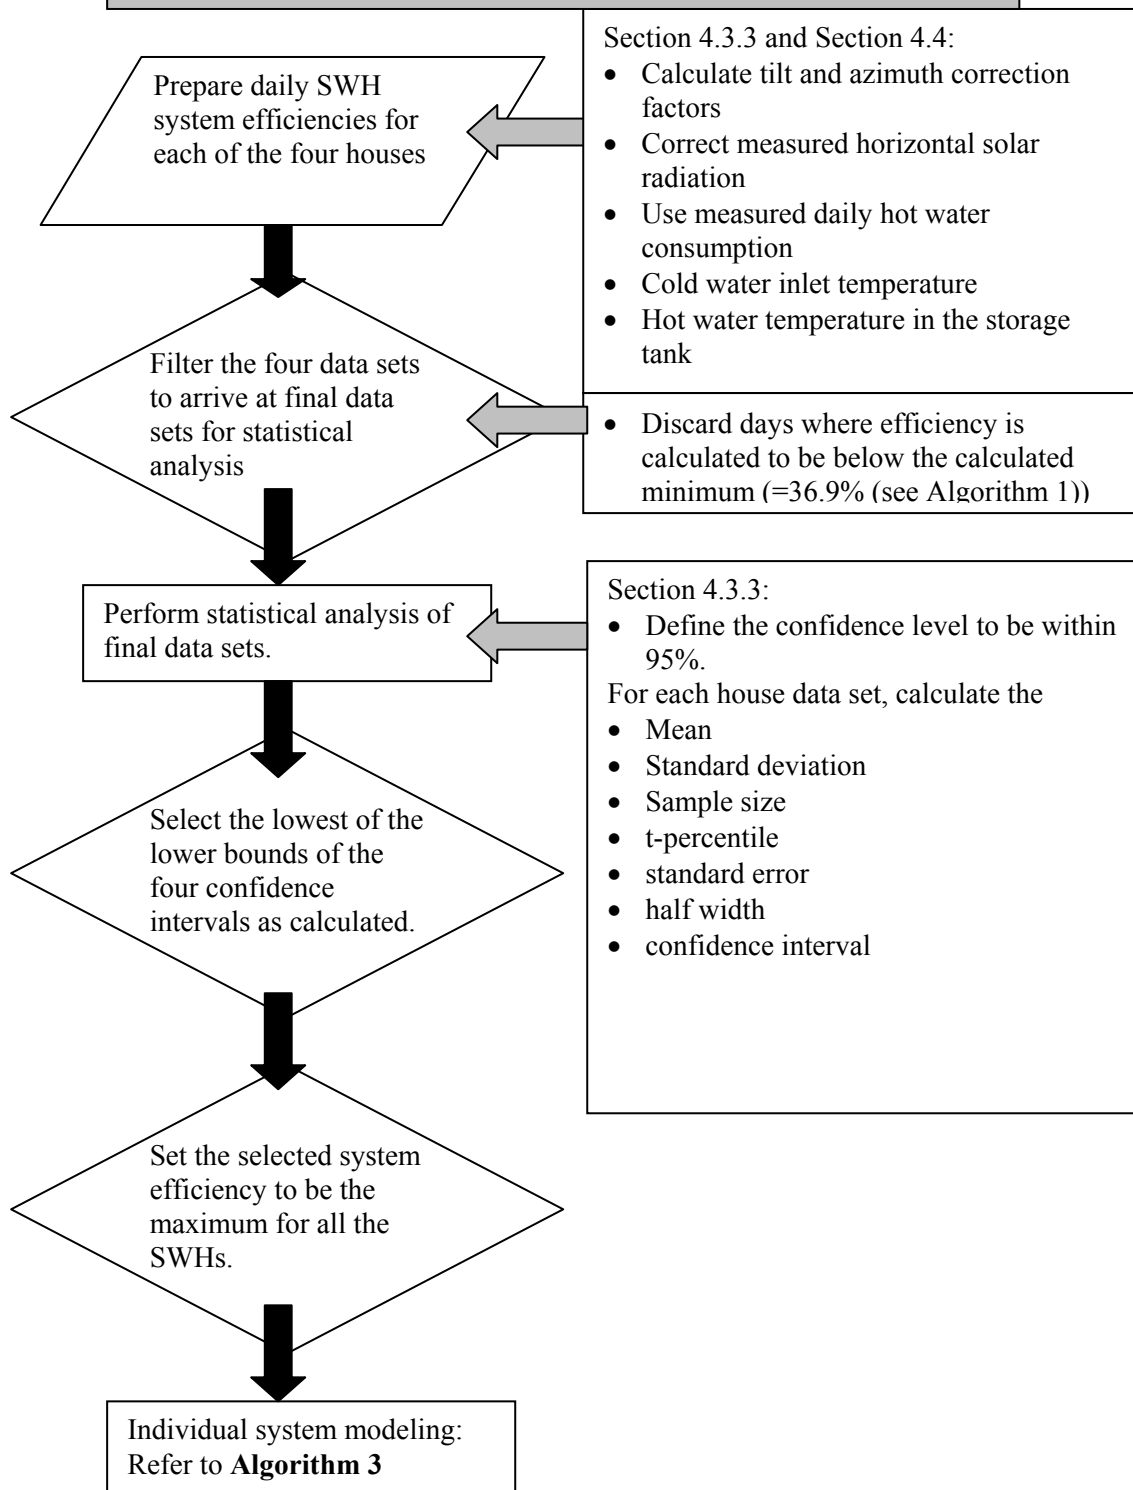 Prepare daily SWH
system efficiencies for
each of the four houses
Section 4.3.3 and Section 4.4:
• Calculate tilt and azimuth correction
factors
• Correct measured horizontal solar
radiation
• Use measured daily hot water
consumption
• Cold water inlet temperature
• Hot water temperature in the storage
tank
Filter the four data sets
to arrive at final data
sets for statistical
analysis
• Discard days where efficiency is
calculated to be below the calculated
minimum (=36.9% (see Algorithm 1))
Perform statistical analysis of
final data sets.
Section 4.3.3:
• Define the confidence level to be within
95%.
For each house data set, calculate the
• Mean
• Standard deviation
• Sample size
• t-percentile
• standard error
• half width
• confidence interval
Select the lowest of the
lower bounds of the
four confidence
intervals as calculated.
Set the selected system
efficiency to be the
maximum for all the
SWHs.
Individual system modeling:
Refer to Algorithm 3